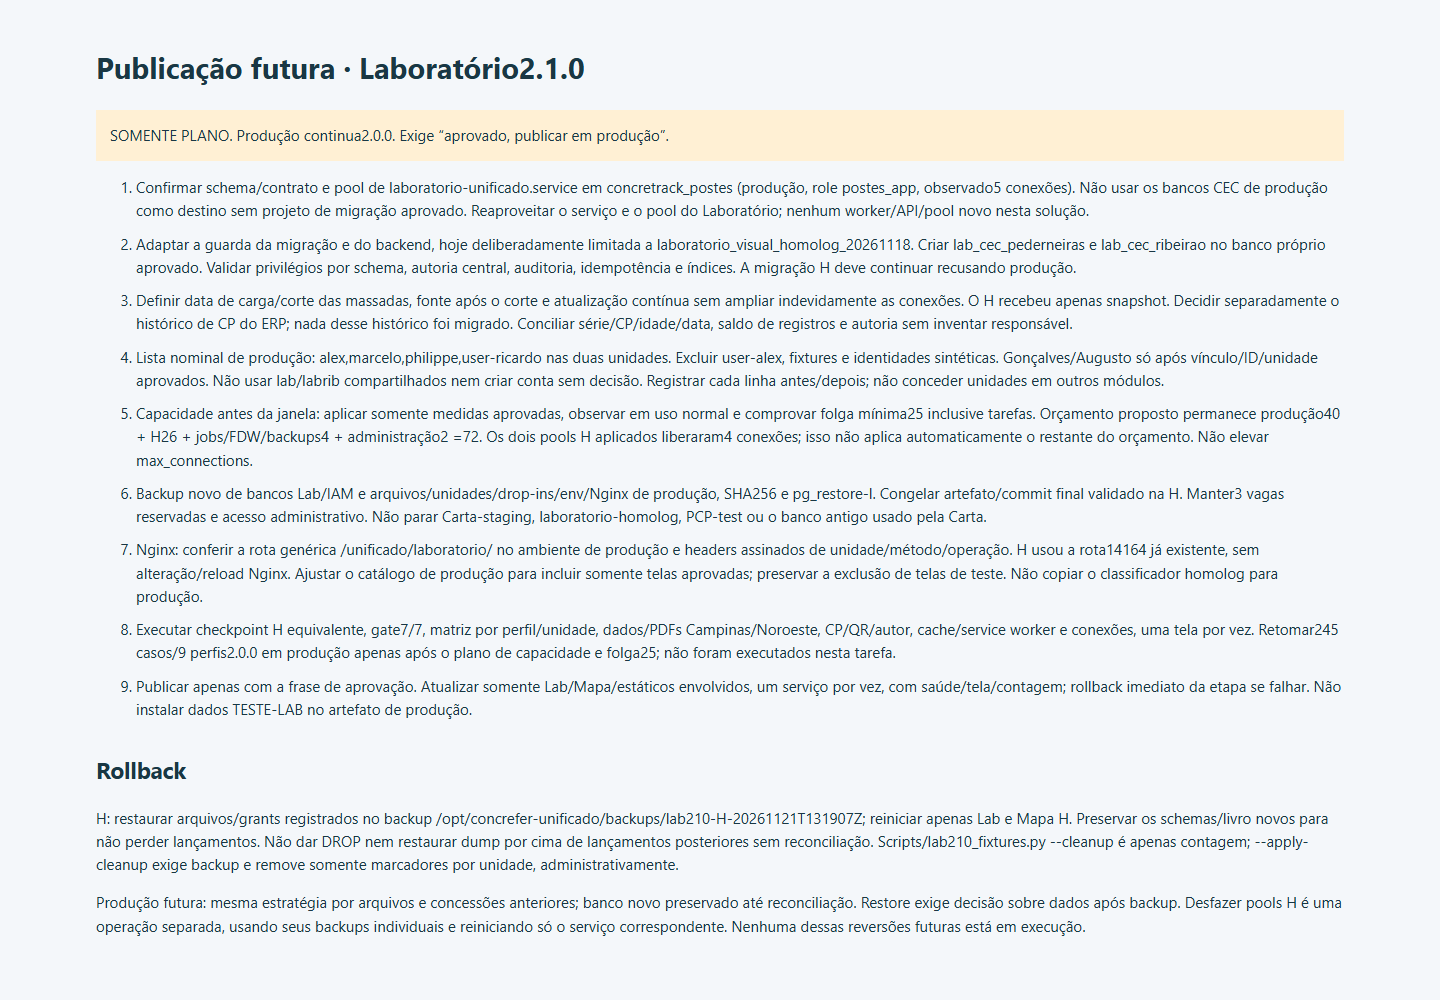 Publicação futura · Laboratório2.1.0
SOMENTE PLANO. Produção continua2.0.0. Exige “aprovado, publicar em produção”.
1. Confirmar schema/contrato e pool de laboratorio-unificado.service em concretrack_postes (produção, role postes_app, observado5 conexões). Não usar os bancos CEC de produção
como destino sem projeto de migração aprovado. Reaproveitar o serviço e o pool do Laboratório; nenhum worker/API/pool novo nesta solução.
2. Adaptar a guarda da migração e do backend, hoje deliberadamente limitada a laboratorio_visual_homolog_20261118. Criar lab_cec_pederneiras e lab_cec_ribeirao no banco próprio
aprovado. Validar privilégios por schema, autoria central, auditoria, idempotência e índices. A migração H deve continuar recusando produção.
3. Definir data de carga/corte das massadas, fonte após o corte e atualização contínua sem ampliar indevidamente as conexões. O H recebeu apenas snapshot. Decidir separadamente o
histórico de CP do ERP; nada desse histórico foi migrado. Conciliar série/CP/idade/data, saldo de registros e autoria sem inventar responsável.
4. Lista nominal de produção: alex,marcelo,philippe,user-ricardo nas duas unidades. Excluir user-alex, fixtures e identidades sintéticas. Gonçalves/Augusto só após vínculo/ID/unidade
aprovados. Não usar lab/labrib compartilhados nem criar conta sem decisão. Registrar cada linha antes/depois; não conceder unidades em outros módulos.
5. Capacidade antes da janela: aplicar somente medidas aprovadas, observar em uso normal e comprovar folga mínima25 inclusive tarefas. Orçamento proposto permanece produção40
+ H26 + jobs/FDW/backups4 + administração2 =72. Os dois pools H aplicados liberaram4 conexões; isso não aplica automaticamente o restante do orçamento. Não elevar
max_connections.
6. Backup novo de bancos Lab/IAM e arquivos/unidades/drop-ins/env/Nginx de produção, SHA256 e pg_restore-l. Congelar artefato/commit final validado na H. Manter3 vagas
reservadas e acesso administrativo. Não parar Carta-staging, laboratorio-homolog, PCP-test ou o banco antigo usado pela Carta.
7. Nginx: conferir a rota genérica /unificado/laboratorio/ no ambiente de produção e headers assinados de unidade/método/operação. H usou a rota14164 já existente, sem
alteração/reload Nginx. Ajustar o catálogo de produção para incluir somente telas aprovadas; preservar a exclusão de telas de teste. Não copiar o classificador homolog para
produção.
8. Executar checkpoint H equivalente, gate7/7, matriz por perfil/unidade, dados/PDFs Campinas/Noroeste, CP/QR/autor, cache/service worker e conexões, uma tela por vez. Retomar245
casos/9 perfis2.0.0 em produção apenas após o plano de capacidade e folga25; não foram executados nesta tarefa.
9. Publicar apenas com a frase de aprovação. Atualizar somente Lab/Mapa/estáticos envolvidos, um serviço por vez, com saúde/tela/contagem; rollback imediato da etapa se falhar. Não
instalar dados TESTE-LAB no artefato de produção.
Rollback
H: restaurar arquivos/grants registrados no backup /opt/concrefer-unificado/backups/lab210-H-20261121T131907Z; reiniciar apenas Lab e Mapa H. Preservar os schemas/livro novos para
não perder lançamentos. Não dar DROP nem restaurar dump por cima de lançamentos posteriores sem reconciliação. Scripts/lab210_fixtures.py --cleanup é apenas contagem; --apply-
cleanup exige backup e remove somente marcadores por unidade, administrativamente.
Produção futura: mesma estratégia por arquivos e concessões anteriores; banco novo preservado até reconciliação. Restore exige decisão sobre dados após backup. Desfazer pools H é uma
operação separada, usando seus backups individuais e reiniciando só o serviço correspondente. Nenhuma dessas reversões futuras está em execução.